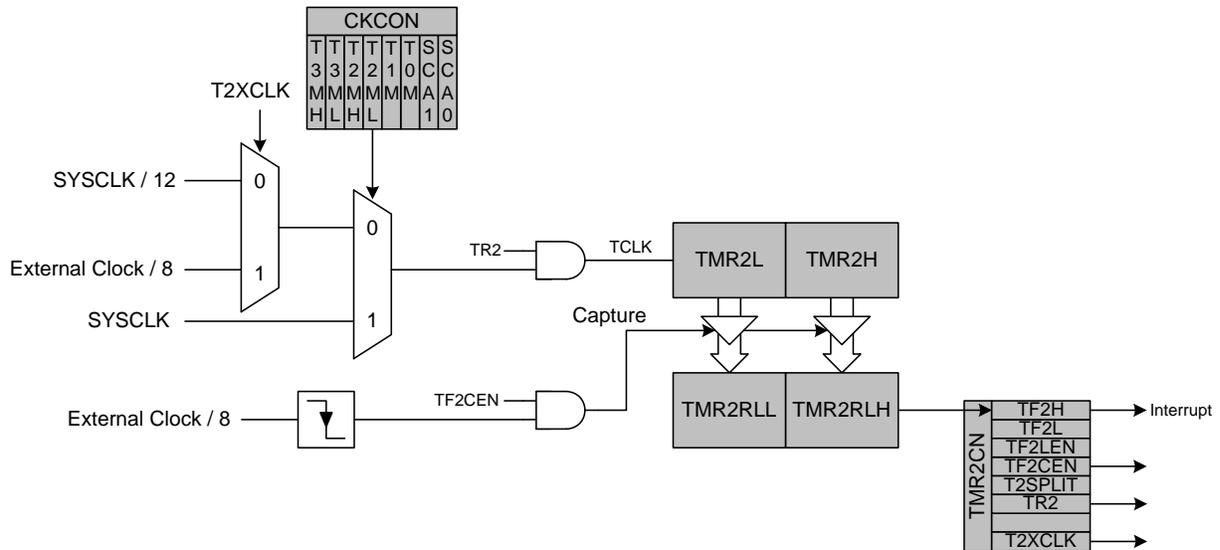 CKCON
T3MH
T3ML
T2MH
T2ML
T1M
T0M
SCA1
SCA0
T2XCLK
SYSCLK / 12
0
External Clock / 8
1
SYSCLK
0
1
TR2
TCLK
TMR2L
TMR2H
Capture
External Clock / 8
TF2CEN
TMR2RLL
TMR2RLH
TMR2CN
TF2H
TF2L
TF2LEN
TF2CEN
T2SPLIT
TR2
T2XCLK
Interrupt